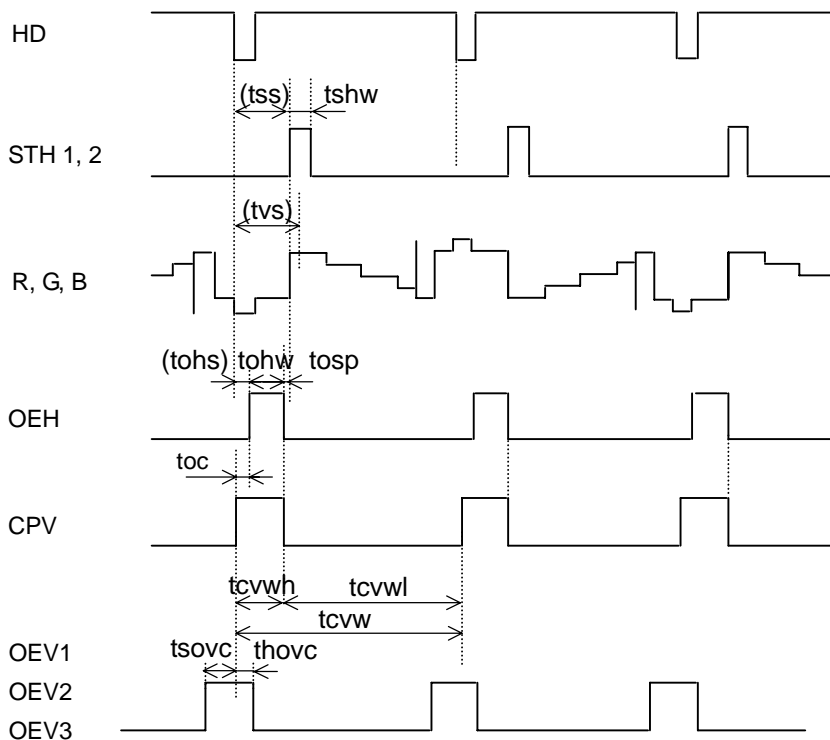 HD
(tss) tshw
STH 1, 2
(tvs)
R, G, B
(tohs) tohw tosp
OEH
toc
CPV
tcvwh tcvwl
tcvw
OEV1
tsovc thovc
OEV2
OEV3